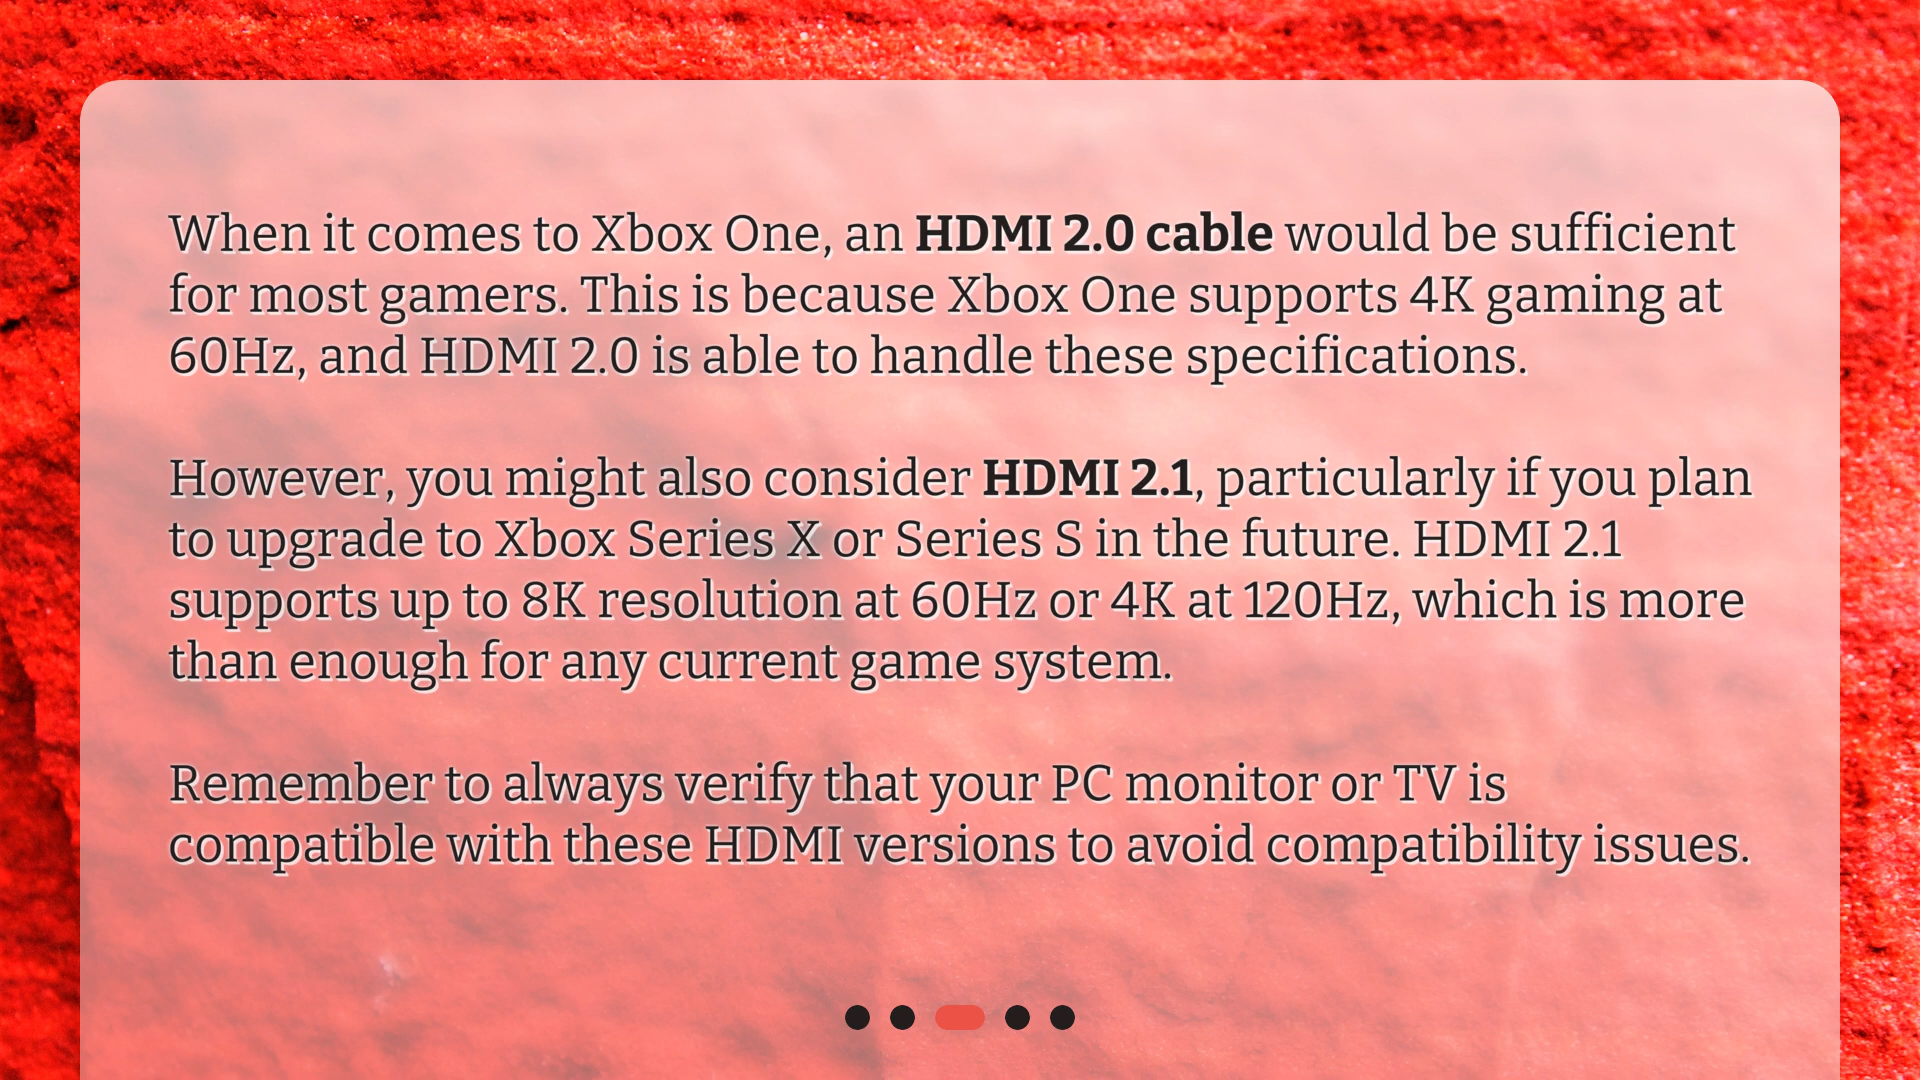 When it comes to Xbox One, an HDMI 2.0 cable would be sufficient
for most gamers. This is because Xbox One supports 4K gaming at
60Hz, and HDMI 2.0 is able to handle these specifications.
However, you might also consider HDMI 2.1, particularly if you plan
to upgrade to Xbox Series X or Series S in the future. HDMI 2.1
supports up to 8K resolution at 60Hz or 4K at 120Hz, which is more
than enough for any current game system.
Remember to always verify that your PC monitor or TV is
compatible with these HDMI versions to avoid compatibility issues.